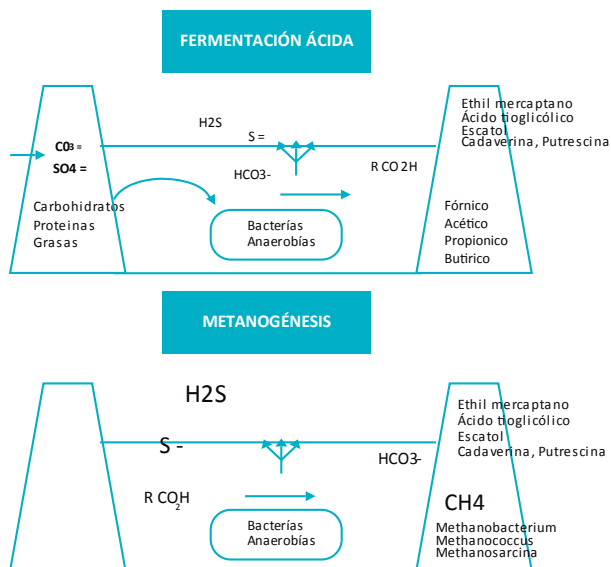 FERMENTACIÓN ÁCIDA
Ethil mercaptano
Ácido tioglicólico
Escatol
Cadaverina, Putrescina
H2S
S =
C03 =
SO4 =
R CO 2H
HCO3-
Carbohidratos
Proteinas
Grasas
Bacterías
Anaerobías
Fórnico
Acético
Propionico
Butirico
METANOGÉNESIS
H2S
Ethil mercaptano
Ácido tioglicólico
Escatol
Cadaverina, Putrescina
S -
HCO3-
R CO2H
CH4
Bacterías
Anaerobías
Methanobacterium
Methanococcus
Methanosarcina